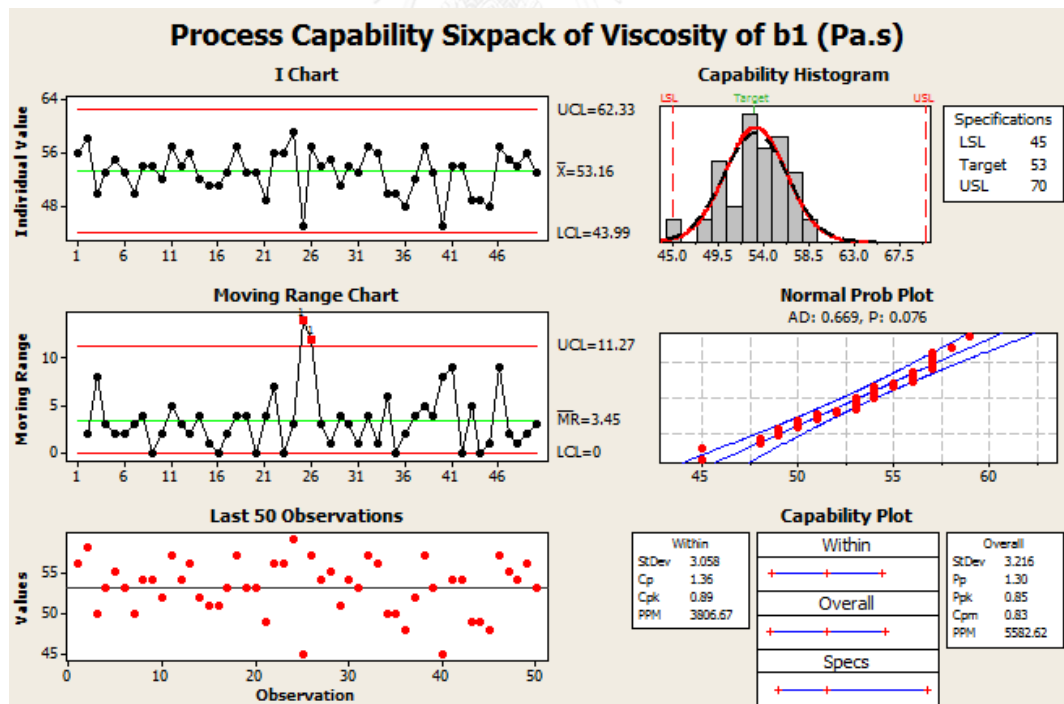 Process Capability Sixpack of Viscosity of b1 (Pa.s)
I Chart
Individual Value
64
56
48
UCL=62.33
X̄=53.16
LCL=43.99
1 6 11 16 21 26 31 36 41 46
Capability Histogram
LSL Target USL
45.0 49.5 54.0 58.5 63.0 67.5
Specifications
LSL 45
Target 53
USL 70
Moving Range Chart
Moving Range
10
5
0
1
1
UCL=11.27
M̄R̄=3.45
LCL=0
1 6 11 16 21 26 31 36 41 46
Normal Prob Plot
AD: 0.669, P: 0.076
45 50 55 60
Last 50 Observations
Values
55
50
45
0 10 20 30 40 50
Observation
Capability Plot
Within
StDev 3.058
Cp 1.36
Cpk 0.89
PPM 3806.67
Within
Overall
Specs
Overall
StDev 3.216
Pp 1.30
Ppk 0.85
Cpm 0.83
PPM 5582.62